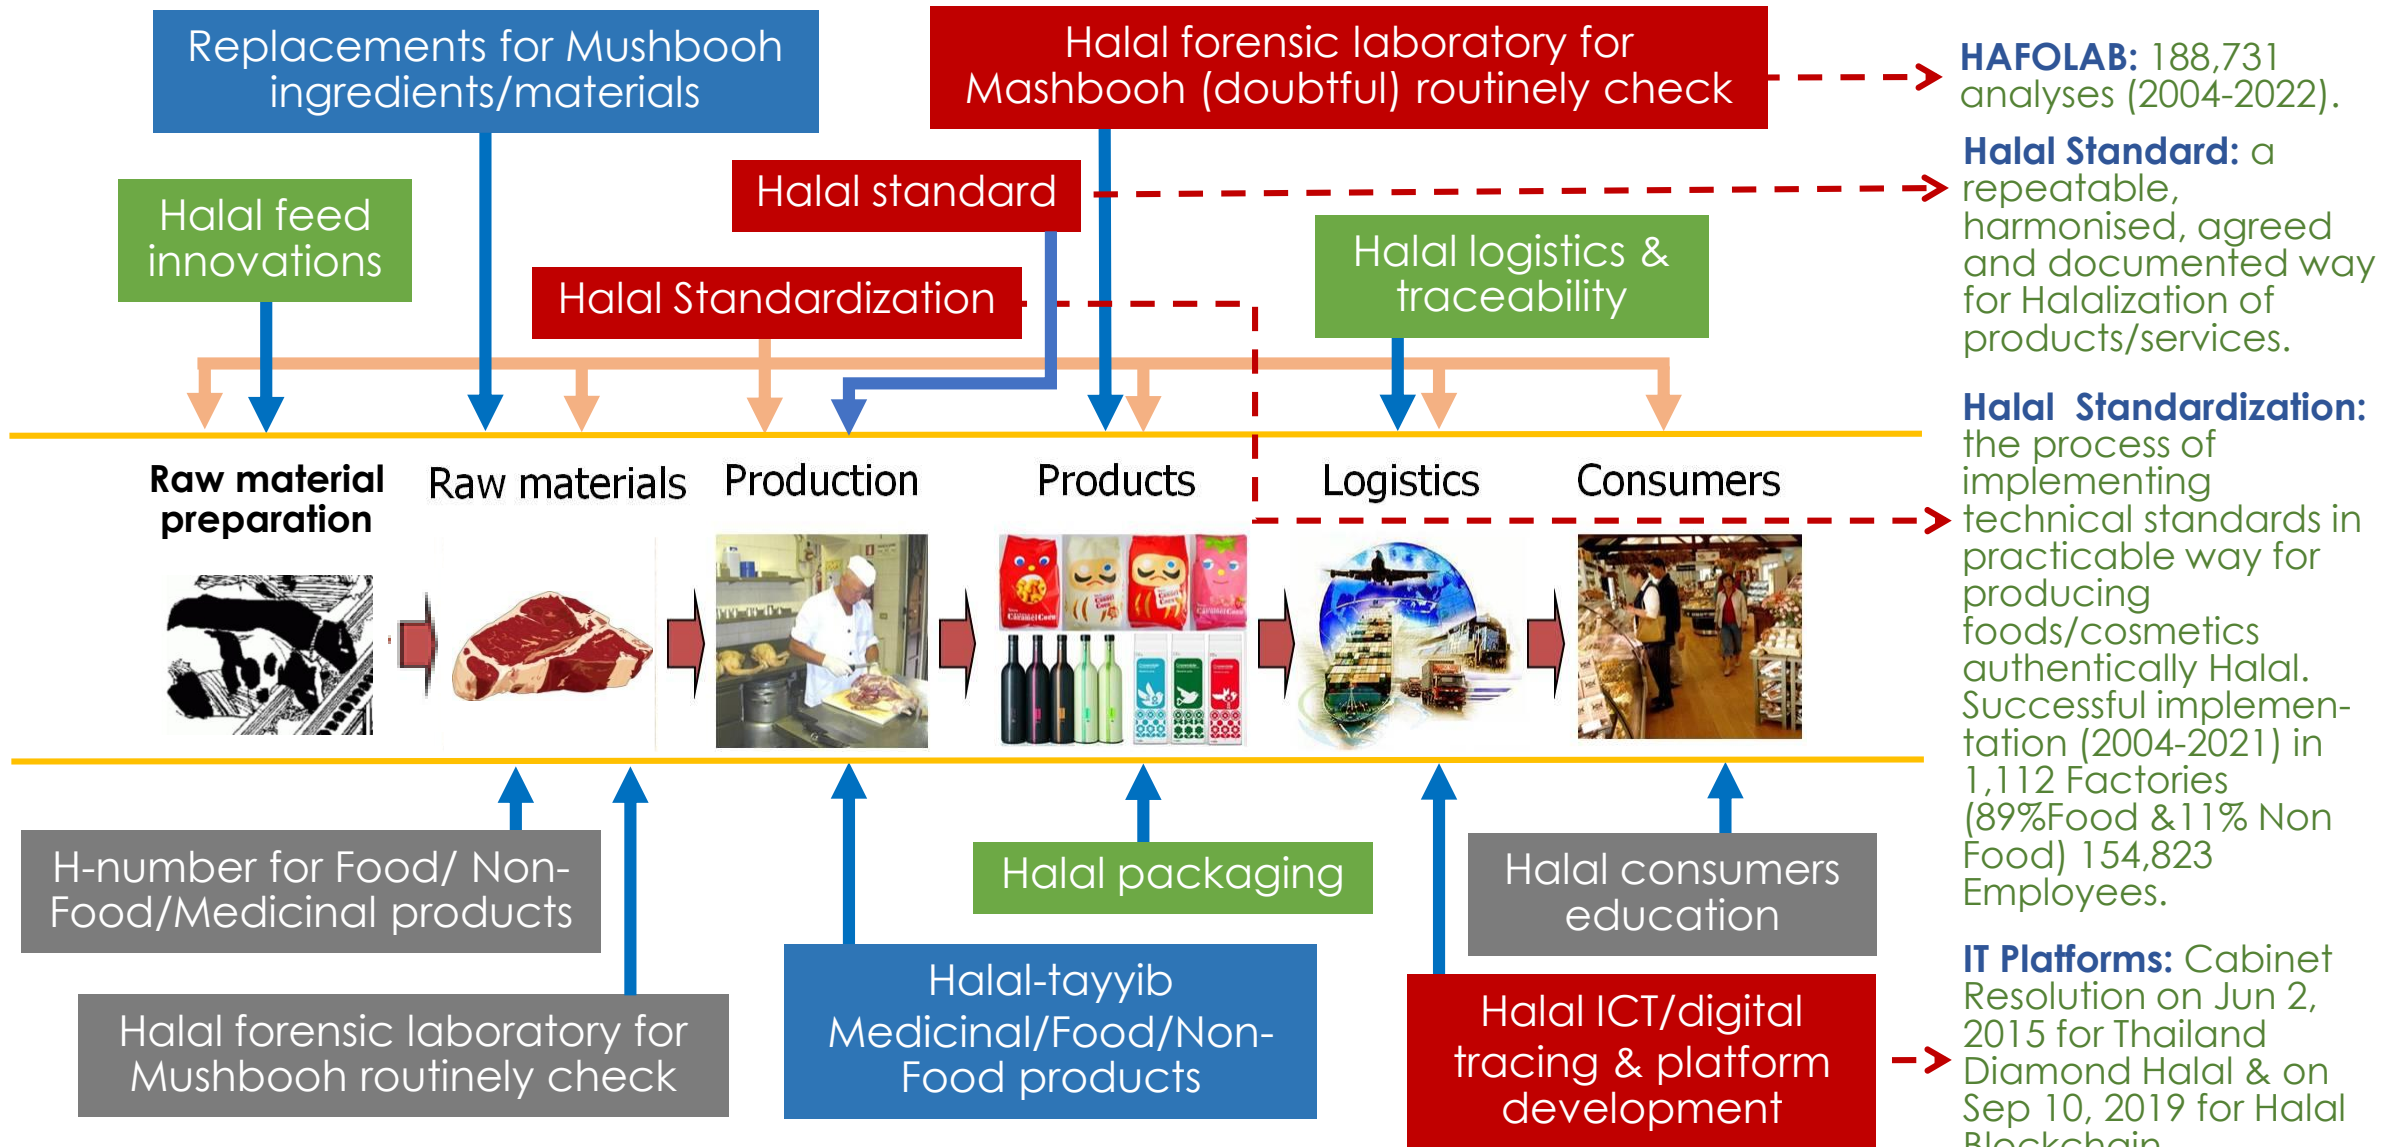 Replacements for Mushbooh
ingredients/materials
Halal forensic laboratory for
Mashbooh (doubtful) routinely check
Halal standard
Halal feed
innovations
Halal Standardization
Halal logistics &
traceability
HAFOLAB: 188,731
analyses (2004-2022).
Halal Standard: a
repeatable,
harmonised, agreed
and documented way
for Halalization of
products/services.
Halal Standardization:
the process of
implementing
technical standards in
practicable way for
producing
foods/cosmetics
authentically Halal.
Successful implemen-
tation (2004-2021) in
1,112 Factories
(89%Food &11% Non
Food) 154,823
Employees.
IT Platforms: Cabinet
Resolution on Jun 2,
2015 for Thailand
Diamond Halal & on
Sep 10, 2019 for Halal
Blockchain
Raw material
preparation
Raw materials
Production
Products
Logistics
Consumers
Caramel Corn
H-number for Food/ Non-
Food/Medicinal products
Halal forensic laboratory for
Mushbooh routinely check
Halal-tayyib
Medicinal/Food/Non-
Food products
Halal packaging
Halal consumers
education
Halal ICT/digital
tracing & platform
development